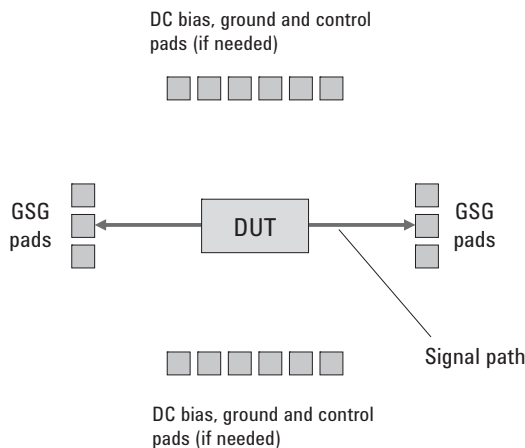 DC bias, ground and control
pads (if needed)
GSG
pads
DUT
GSG
pads
Signal path
DC bias, ground and control
pads (if needed)